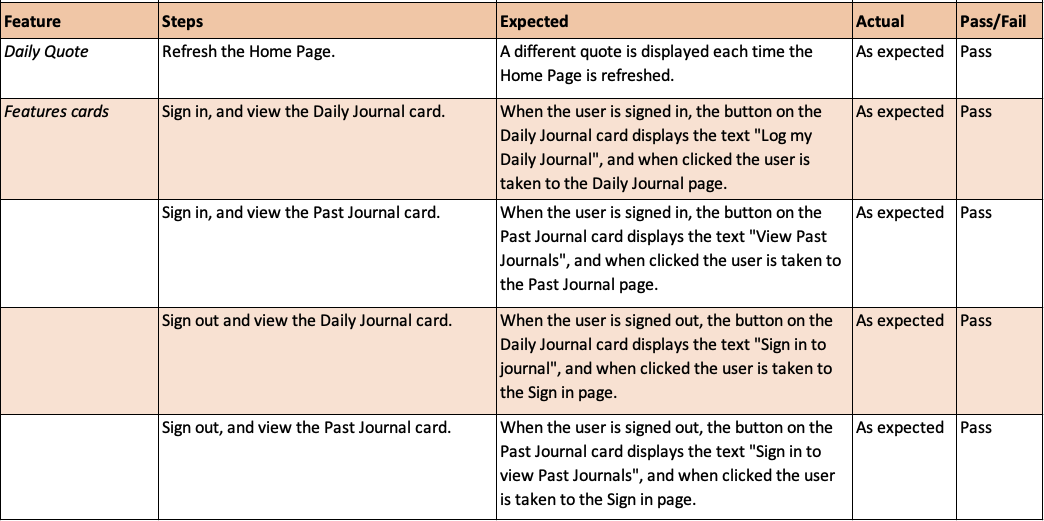 Feature Steps Expected Actual Pass/Fail
Daily Quote Refresh the Home Page. A different quote is displayed each time the As expected Pass
Home Page is refreshed.
Features cards Sign in, and view the Daily Journal card. When the user is signed in, the button on the As expected Pass
Daily Journal card displays the text "Log my
Daily Journal", and when clicked the user is
taken to the Daily Journal page.
Sign in, and view the Past Journal card. When the user is signed in, the button on the As expected Pass
Past Journal card displays the text "View Past
Journals", and when clicked the user is taken to
the Past Journal page.
Sign out and view the Daily Journal card. When the user is signed out, the button on the As expected Pass
Daily Journal card displays the text "Sign in to
journal", and when clicked the user is taken to
the Sign in page.
Sign out, and view the Past Journal card. When the user is signed out, the button on the As expected Pass
Past Journal card displays the text "Sign in to
view Past Journals", and when clicked the user
is taken to the Sign in page.